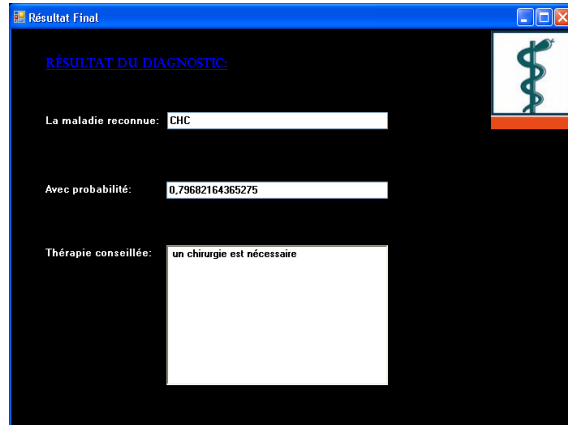 Résultat Final
RÉSULTAT DU DIAGNOSTIC:
La maladie reconnue: CHC
Avec probabilité: 0,79682164365275
Thérapie conseillée: un chirurgie est nécessaire